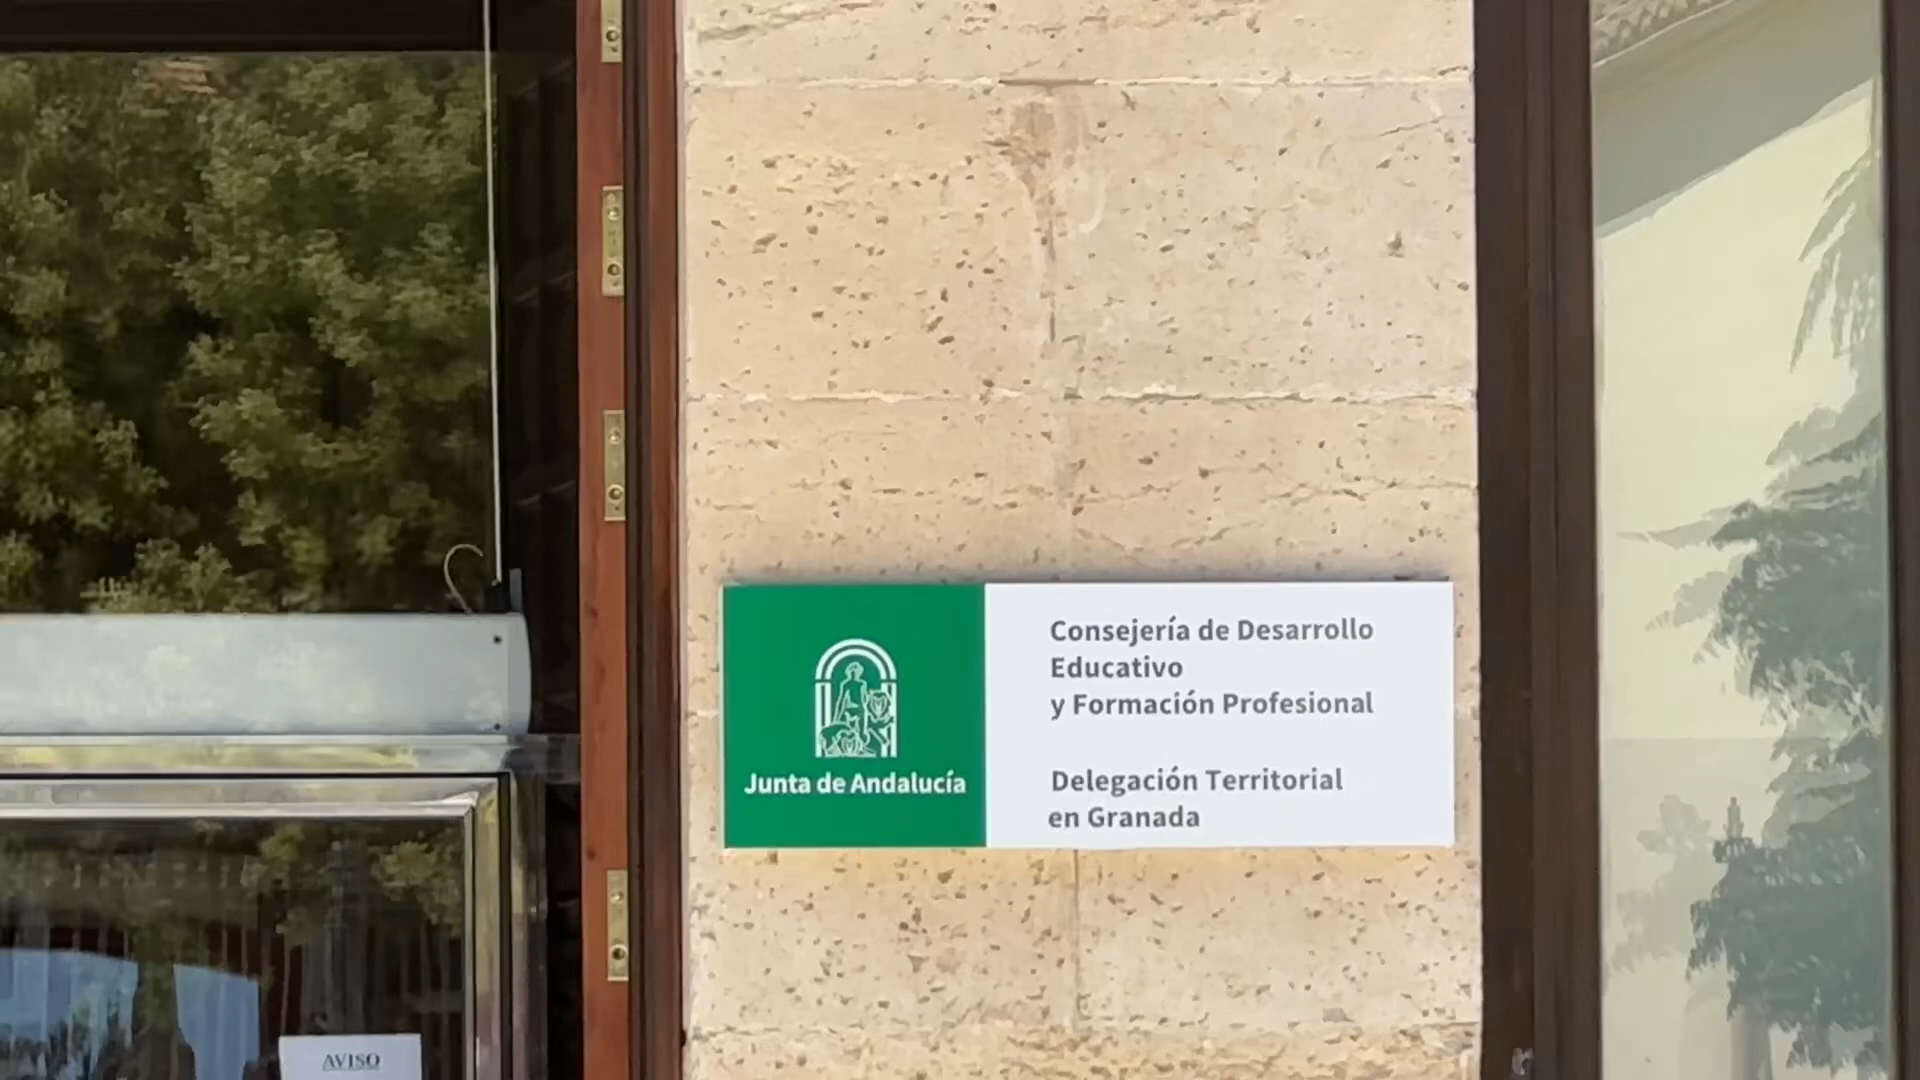 Junta de Andalucía
Consejería de Desarrollo
Educativo
y Formación Profesional
Delegación Territorial
en Granada
AVISO